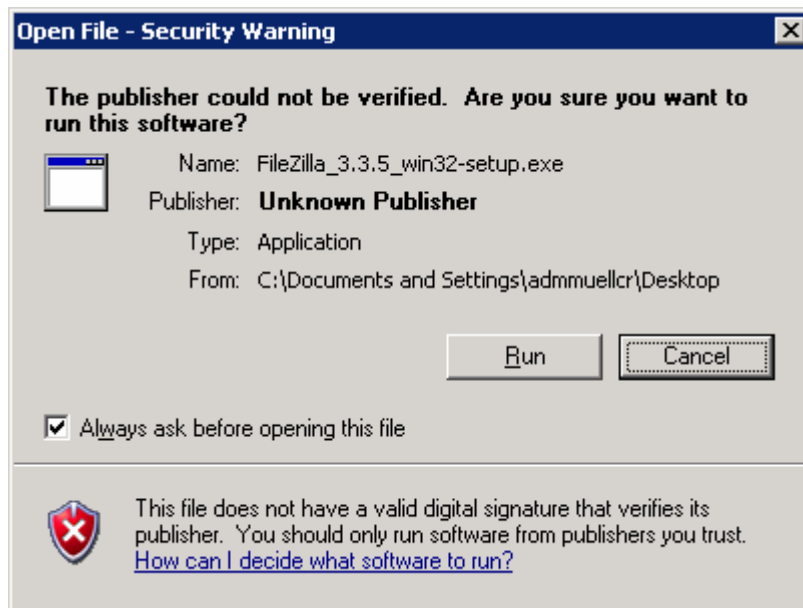 Open File - Security Warning
The publisher could not be verified.  Are you sure you want to
run this software?
Name: FileZilla_3.3.5_win32-setup.exe
Publisher: Unknown Publisher
Type: Application
From: C:\Documents and Settings\admmuellcr\Desktop
Run Cancel
Always ask before opening this file
This file does not have a valid digital signature that verifies its
publisher.  You should only run software from publishers you trust.
How can I decide what software to run?